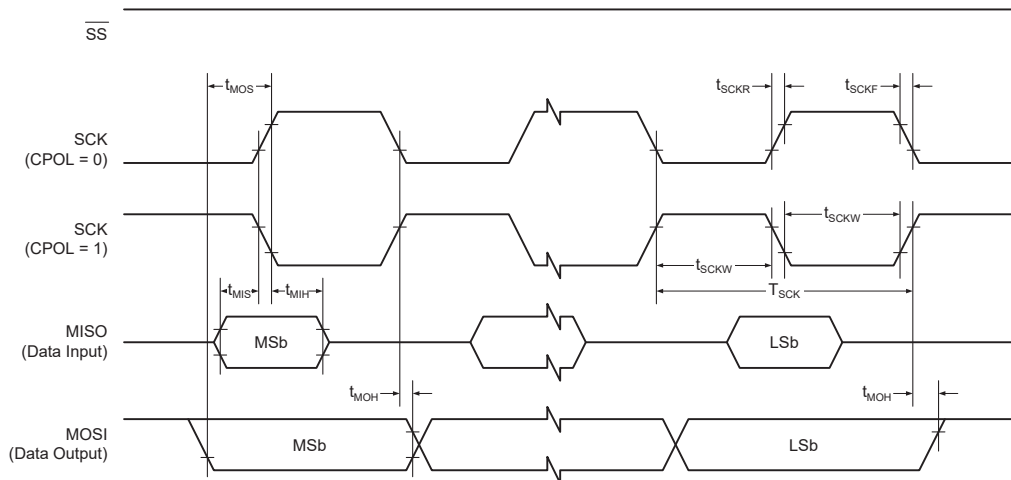 SS
tMOS
tSCKR
tSCKF
SCK
(CPOL = 0)
SCK
(CPOL = 1)
tSCKW
tSCKW
TSCK
tMIS
tMIH
MISO
(Data Input)
MSb
LSb
tMOH
tMOH
MOSI
(Data Output)
MSb
LSb